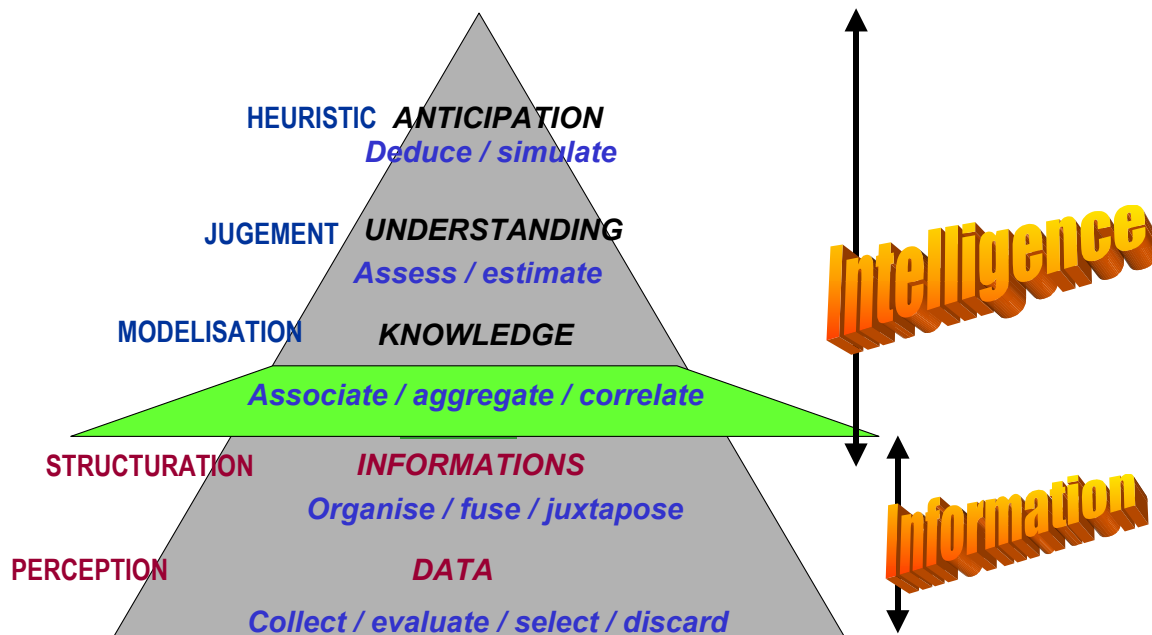 HEURISTIC ANTICIPATION
Deduce / simulate
JUGEMENT UNDERSTANDING
Assess / estimate
MODELISATION KNOWLEDGE
Associate / aggregate / correlate
STRUCTURATION INFORMATIONS
Organise / fuse / juxtapose
PERCEPTION DATA
Collect / evaluate / select / discard
Intelligence
Information